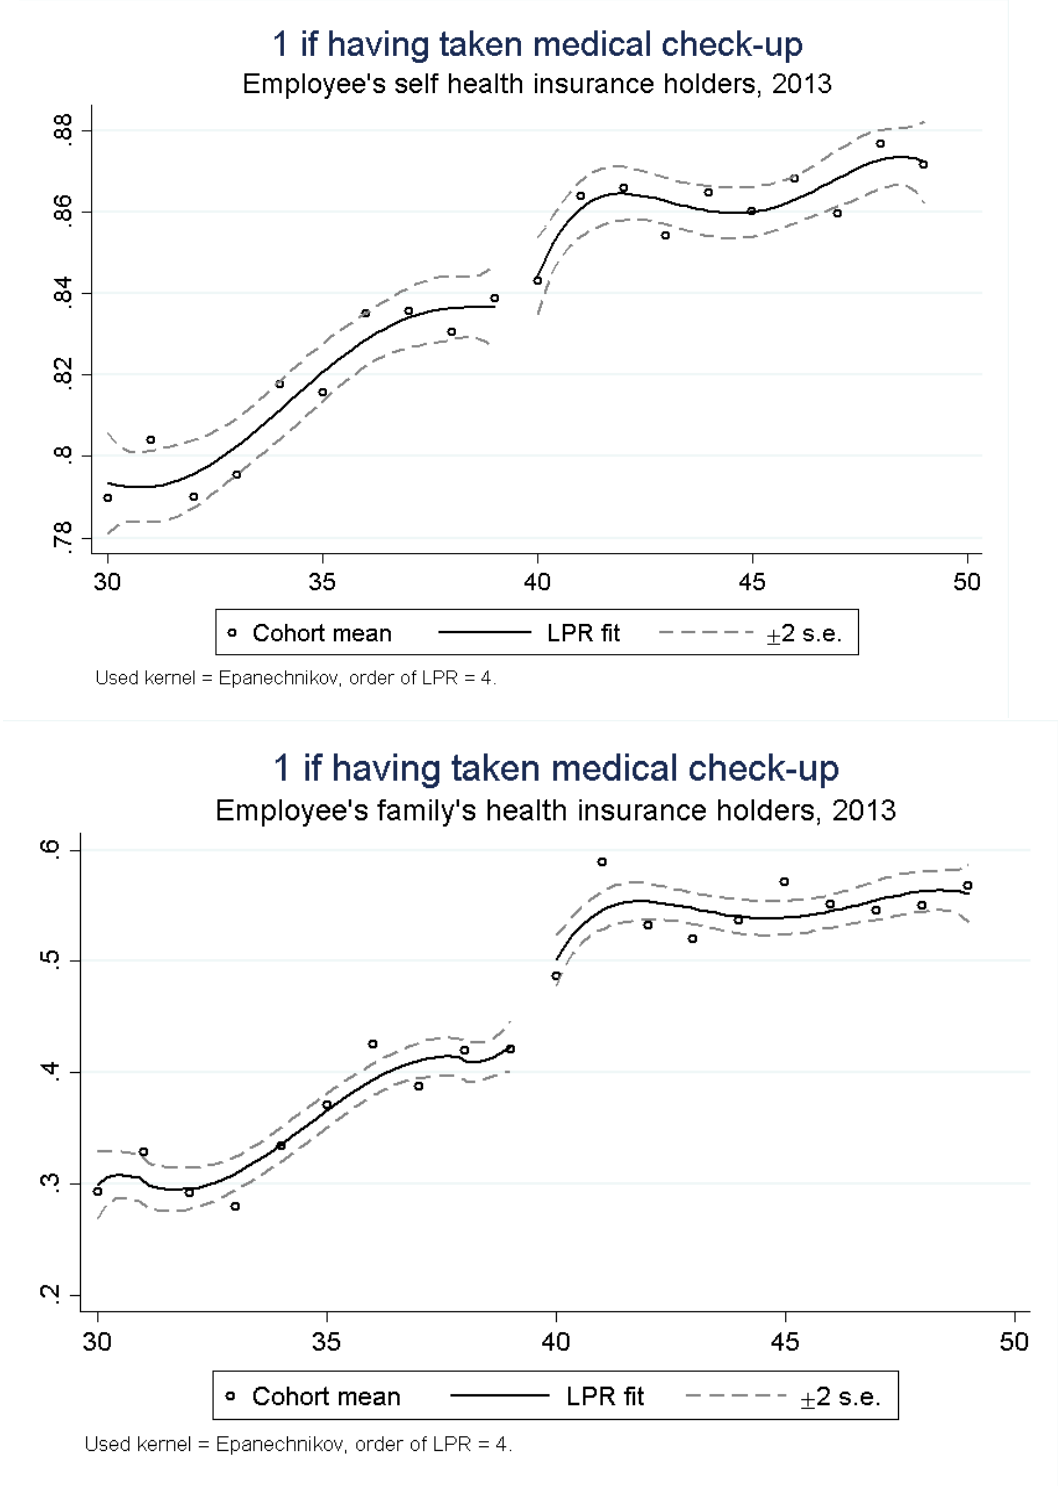 1 if having taken medical check-up
Employee's self health insurance holders, 2013
.88
.86
.84
.82
.8
.78
30 35 40 45 50
Cohort mean LPR fit ±2 s.e.
Used kernel = Epanechnikov, order of LPR = 4.
1 if having taken medical check-up
Employee's family's health insurance holders, 2013
.6
.5
.4
.3
.2
30 35 40 45 50
Cohort mean LPR fit ±2 s.e.
Used kernel = Epanechnikov, order of LPR = 4.